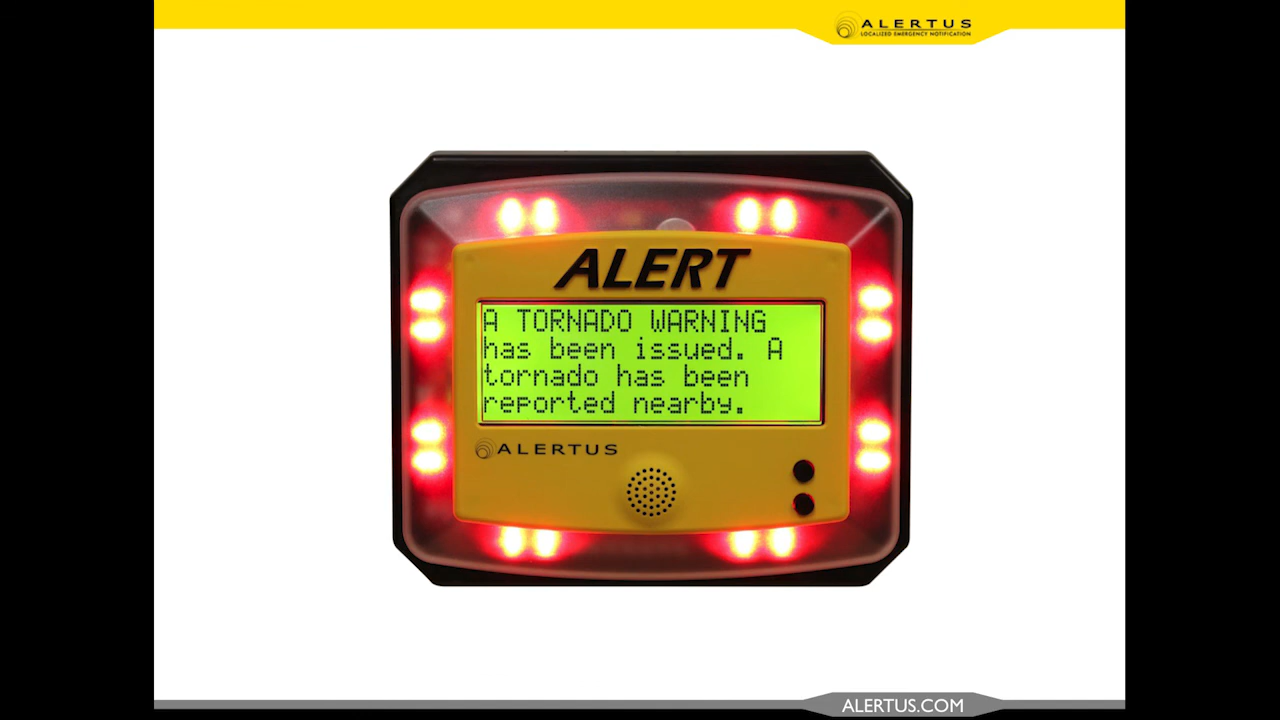 ALERTUS
LOCALIZED EMERGENCY NOTIFICATION
ALERT
A TORNADO WARNING
has been issued. A
tornado has been
reported nearby.
ALERTUS
ALERTUS.COM